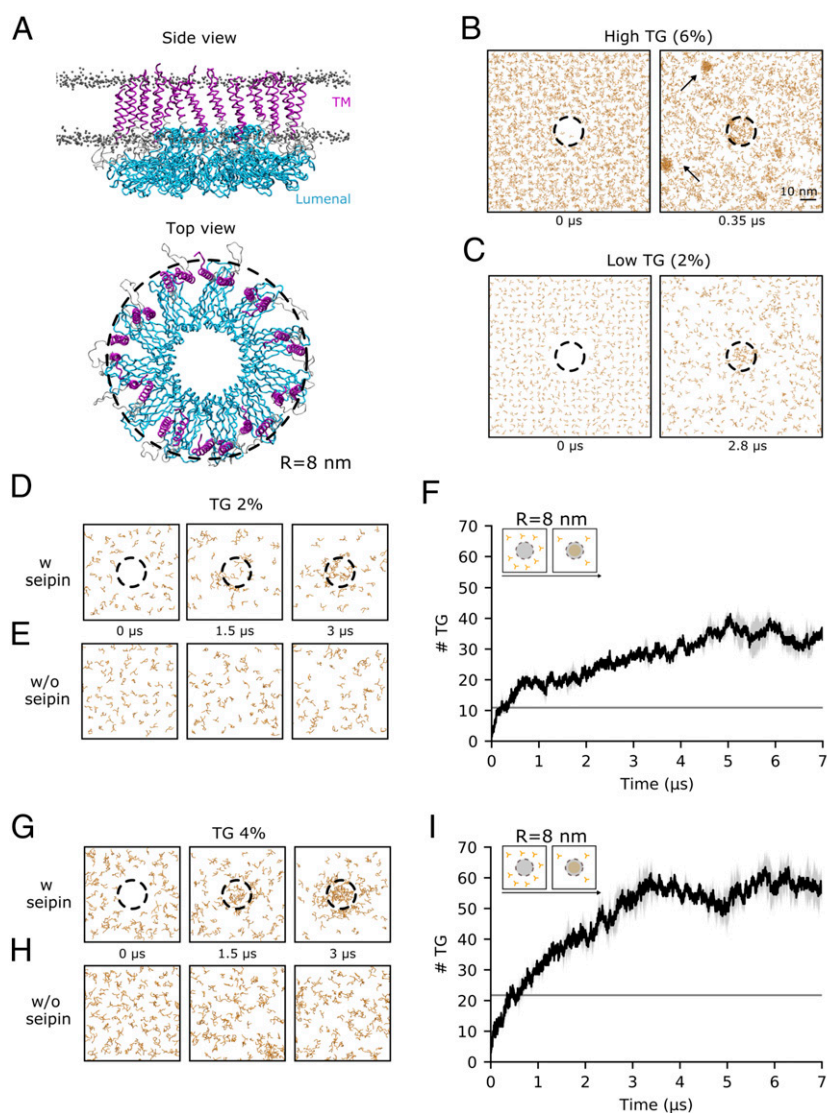 A
Side view
TM
Lumenal
Top view
R=8 nm
B
High TG (6%)
10 nm
0 μs
0.35 μs
C
Low TG (2%)
0 μs
2.8 μs
D
TG 2%
w
seipin
0 μs
1.5 μs
3 μs
E
w/o
seipin
F
R=8 nm
# TG
70
60
50
40
30
20
10
0
0 1 2 3 4 5 6 7
Time (μs)
G
TG 4%
w
seipin
0 μs
1.5 μs
3 μs
H
w/o
seipin
I
R=8 nm
# TG
70
60
50
40
30
20
10
0
0 1 2 3 4 5 6 7
Time (μs)